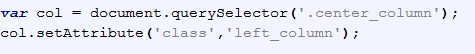 var col = document.querySelector('.center_column');
col.setAttribute('class','left_column');